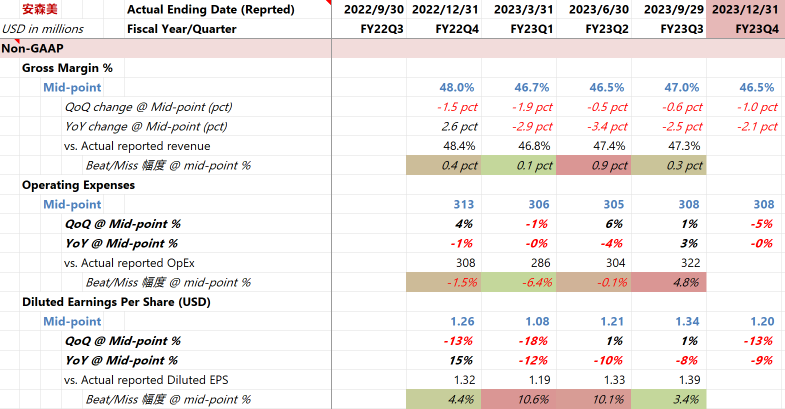 安森美 Actual Ending Date (Reprted) 2022/9/30 2022/12/31 2023/3/31 2023/6/30 2023/9/29 2023/12/31
USD in millions Fiscal Year/Quarter FY22Q3 FY22Q4 FY23Q1 FY23Q2 FY23Q3 FY23Q4
Non-GAAP
Gross Margin %
Mid-point 48.0% 46.7% 46.5% 47.0% 46.5%
QoQ change @ Mid-point (pct) -1.5 pct -1.9 pct -0.5 pct -0.6 pct -1.0 pct
YoY change @ Mid-point (pct) 2.6 pct -2.9 pct -3.4 pct -2.5 pct -2.1 pct
vs. Actual reported revenue 48.4% 46.8% 47.4% 47.3%
Beat/Miss 幅度 @ mid-point % 0.4 pct 0.1 pct 0.9 pct 0.3 pct
Operating Expenses
Mid-point 313 306 305 308 308
QoQ @ Mid-point % 4% -1% 6% 1% -5%
YoY @ Mid-point % -1% -0% -4% 3% -0%
vs. Actual reported OpEx 308 286 304 322
Beat/Miss 幅度 @ mid-point % -1.5% -6.4% -0.1% 4.8%
Diluted Earnings Per Share (USD)
Mid-point 1.26 1.08 1.21 1.34 1.20
QoQ @ Mid-point % -13% -18% 1% 1% -13%
YoY @ Mid-point % 15% -12% -10% -8% -9%
vs. Actual reported Diluted EPS 1.32 1.19 1.33 1.39
Beat/Miss 幅度 @ mid-point % 4.4% 10.6% 10.1% 3.4%